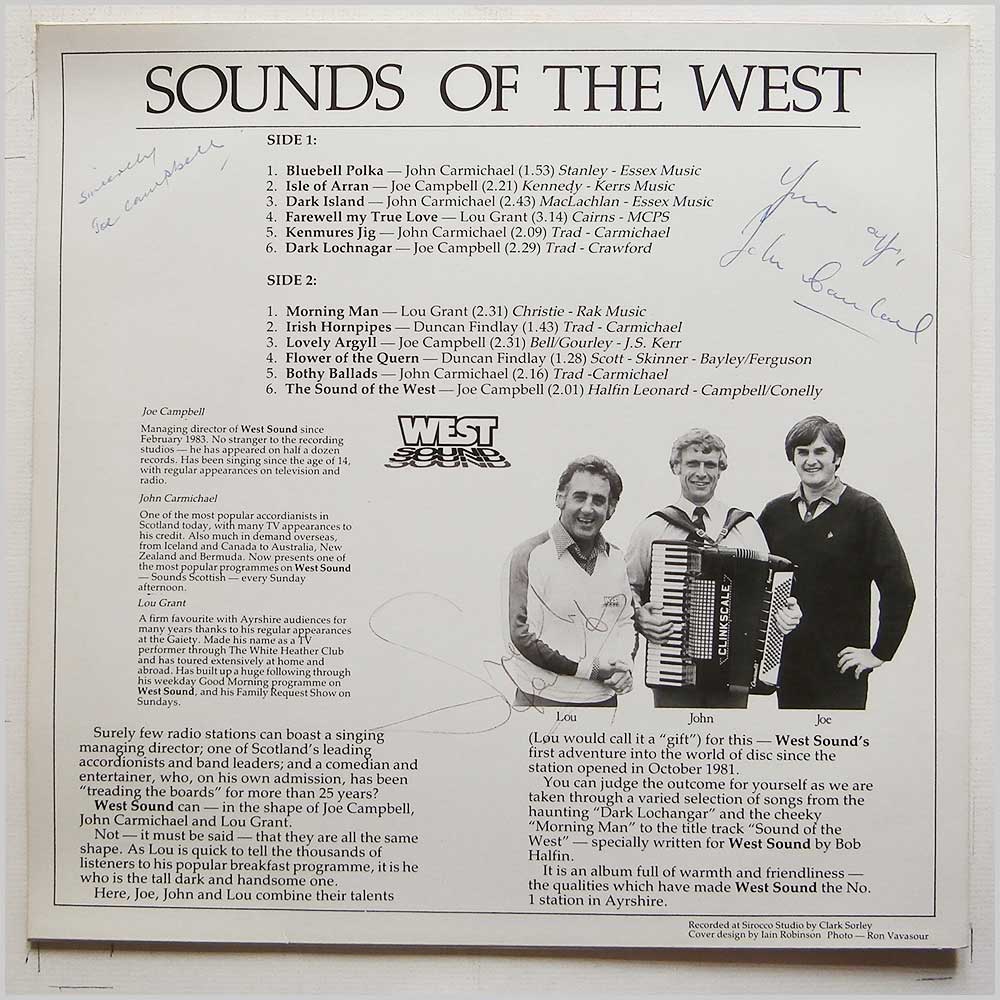 SOUNDS OF THE WEST
sincerely
Joe Campbell
SIDE 1:
1. Bluebell Polka — John Carmichael (1.53) Stanley - Essex Music
2. Isle of Arran — Joe Campbell (2.21) Kennedy - Kerrs Music
3. Dark Island — John Carmichael (2.43) MacLachlan - Essex Music
4. Farewell my True Love — Lou Grant (3.14) Cairns - MCPS
5. Kenmures Jig — John Carmichael (2.09) Trad - Carmichael
6. Dark Lochnagar — Joe Campbell (2.29) Trad - Crawford
John
SIDE 2:
1. Morning Man — Lou Grant (2.31) Christie - Rak Music
2. Irish Hornpipes — Duncan Findlay (1.43) Trad - Carmichael
3. Lovely Argyll — Joe Campbell (2.31) Bell/Gourley - J.S. Kerr
4. Flower of the Quern — Duncan Findlay (1.28) Scott - Skinner - Bayley/Ferguson
5. Bothy Ballads — John Carmichael (2.16) Trad -Carmichael
6. The Sound of the West — Joe Campbell (2.01) Halfin Leonard - Campbell/Conelly
Joe Campbell
Managing director of West Sound since
February 1983. No stranger to the recording
studios — he has appeared on half a dozen
records. Has been singing since the age of 14,
with regular appearances on television and
radio.
John Carmichael
One of the most popular accordianists in
Scotland today, with many TV appearances to
his credit. Also much in demand overseas,
from Iceland and Canada to Australia, New
Zealand and Bermuda. Now presents one of
the most popular programmes on West Sound
— Sounds Scottish — every Sunday
afternoon.
Lou Grant
A firm favourite with Ayrshire audiences for
many years thanks to his regular appearances
at the Gaiety. Made his name as a TV
performer through The White Heather Club
and has toured extensively at home and
abroad. Has built up a huge following through
his weekday Good Morning programme on
West Sound, and his Family Request Show on
Sundays.
WEST
SOUND
CLINKSCALE
Lou
John
Joe
Surely few radio stations can boast a singing
managing director; one of Scotland's leading
accordionists and band leaders; and a comedian and
entertainer, who, on his own admission, has been
"treading the boards" for more than 25 years?
West Sound can — in the shape of Joe Campbell,
John Carmichael and Lou Grant.
Not — it must be said — that they are all the same
shape. As Lou is quick to tell the thousands of
listeners to his popular breakfast programme, it is he
who is the tall dark and handsome one.
Here, Joe, John and Lou combine their talents
(Lou would call it a "gift") for this — West Sound's
first adventure into the world of disc since the
station opened in October 1981.
You can judge the outcome for yourself as we are
taken through a varied selection of songs from the
haunting "Dark Lochangar" and the cheeky
"Morning Man" to the title track "Sound of the
West" — specially written for West Sound by Bob
Halfin.
It is an album full of warmth and friendliness —
the qualities which have made West Sound the No.
1 station in Ayrshire.
Recorded at Sirocco Studio by Clark Sorley
Cover design by Iain Robinson Photo — Ron Vavasour